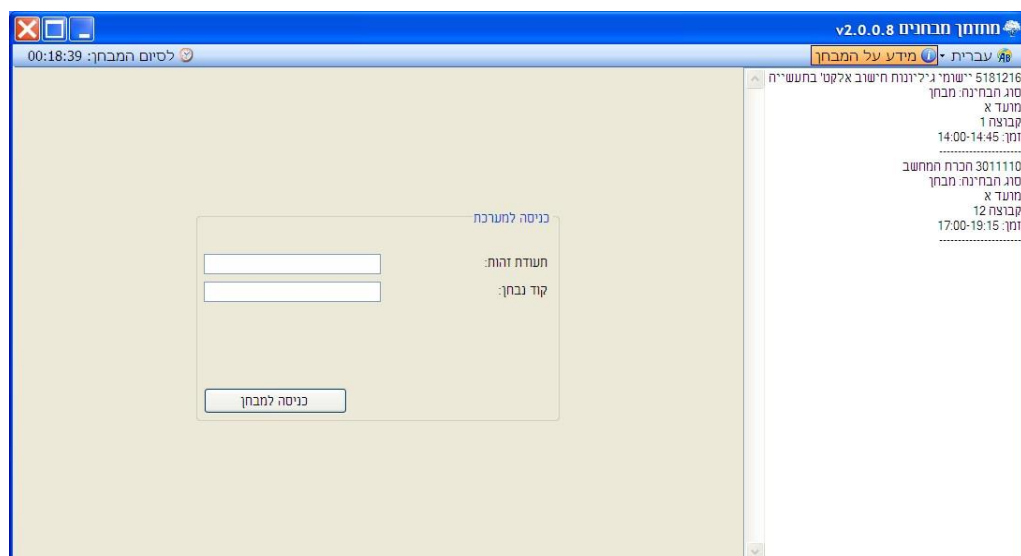 מתזמן מבחנים v2.0.0.8
עברית מידע על המבחן לסיום המבחן: 00:18:39
5181216 יישומי גיליונות חישוב אלקט' בתעשייה
סוג הבחינה: מבחן
מועד א
קבוצה 1
זמן: 14:00-14:45
----------------------
3011110 הכרת המחשב
סוג הבחינה: מבחן
מועד א
קבוצה 12
זמן: 17:00-19:15
----------------------
כניסה למערכת
תעודת זהות:
קוד נבחן:
כניסה למבחן